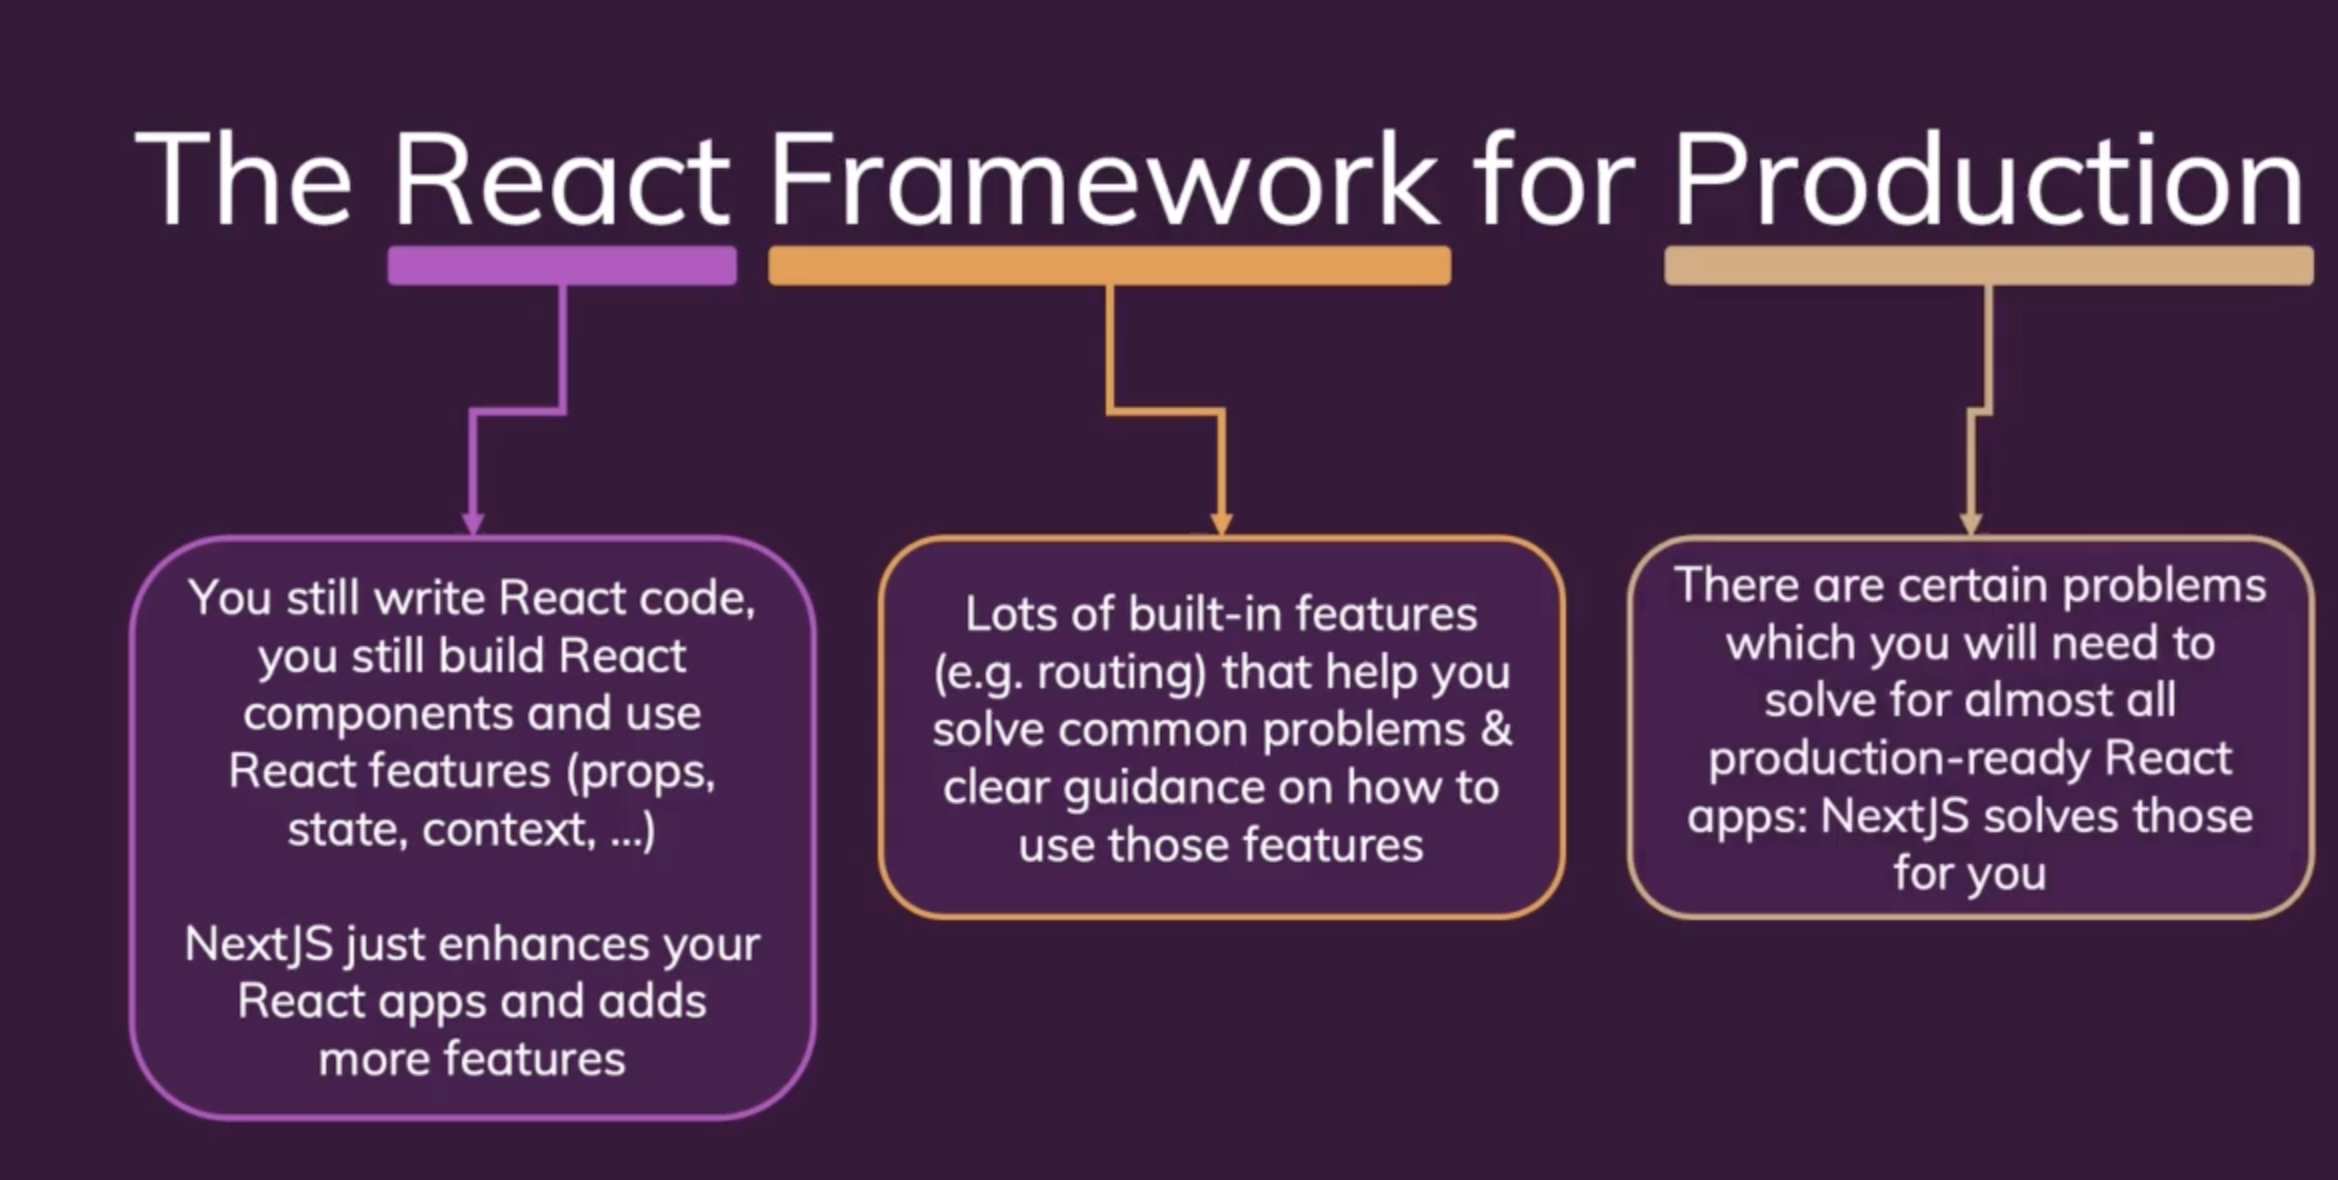 The React Framework for Production
You still write React code,
you still build React
components and use
React features (props,
state, context, ...)
NextJS just enhances your
React apps and adds
more features
Lots of built-in features
(e.g. routing) that help you
solve common problems &
clear guidance on how to
use those features
There are certain problems
which you will need to
solve for almost all
production-ready React
apps: NextJS solves those
for you